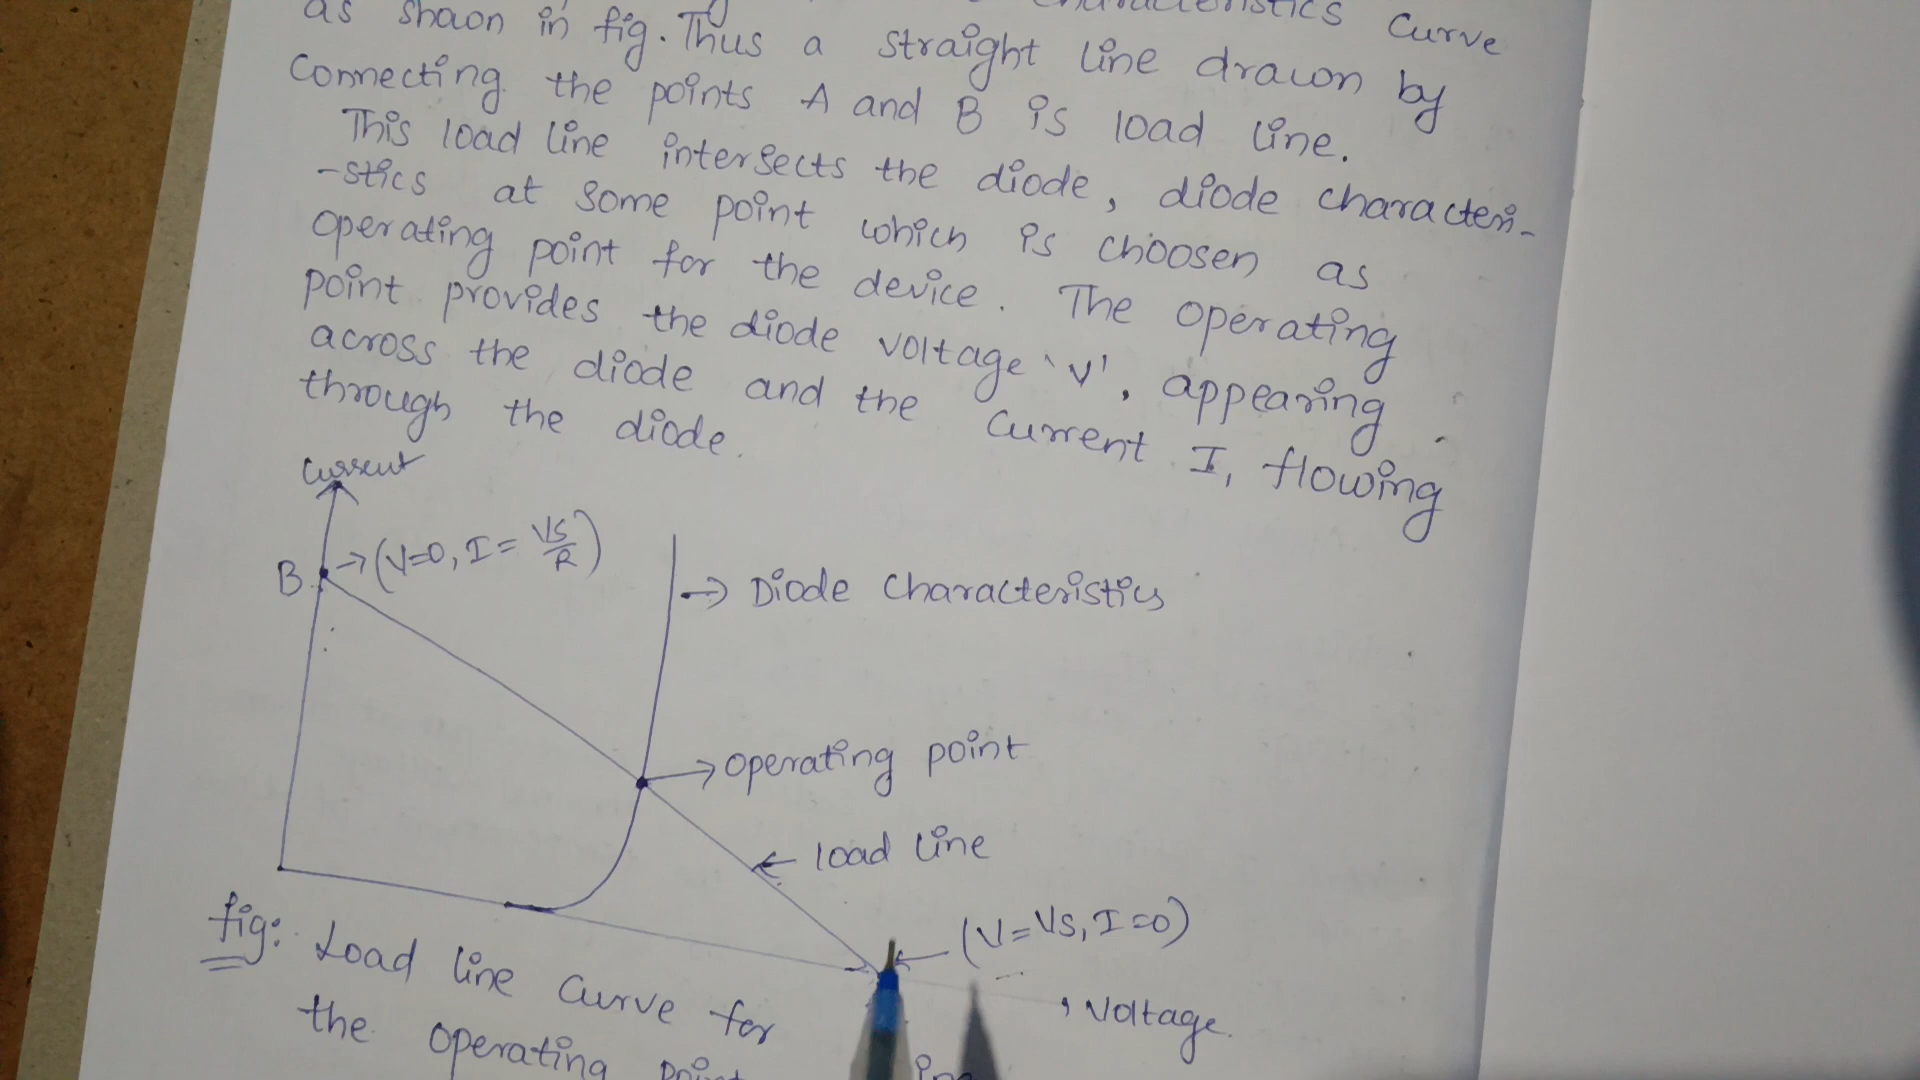 as shaon in fig. Thus a straight line drawon by
Connecting the points A and B is load line.
This load line intersects the diode, diode characteri-
-stics at some point which is choosen as
operating point for the device. The operating
point provides the diode voltage 'V', appearing
across the diode and the current I, flowing
through the diode.
Current
B →(V=0, I= VS/R)
→ Diode Characteristics
→ Operating point
← load line
← (V=VS, I=0)
Voltage
fig: Load line curve for
the operating point